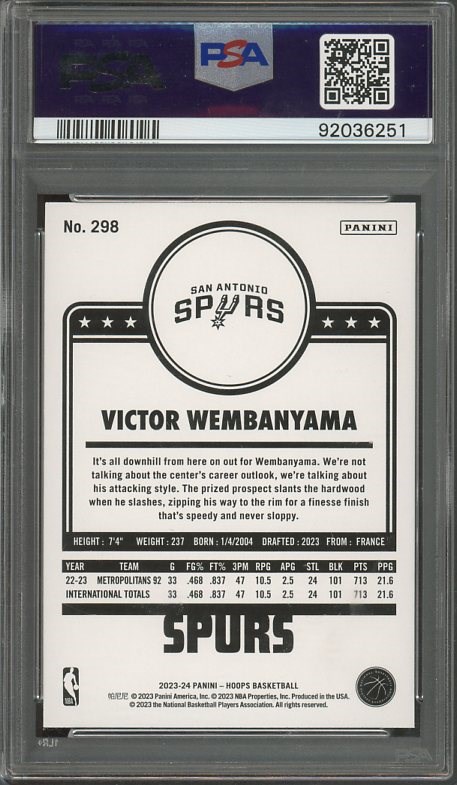 PSA
PSA
92036251
No. 298
PANINI
SAN ANTONIO
SPURS
VICTOR WEMBANYAMA
It's all downhill from here on out for Wembanyama. We're not
talking about the center's career outlook, we're talking about
his attacking style. The prized prospect slants the hardwood
when he slashes, zipping his way to the rim for a finesse finish
that's speedy and never sloppy.
HEIGHT: 7'4" WEIGHT: 237 BORN: 1/4/2004 DRAFTED: 2023 FROM: FRANCE
YEAR TEAM G FG% FT% 3PM RPG APG STL BLK PTS PPG
22-23 METROPOLITANS 92 33 .468 .837 47 10.5 2.5 24 101 713 21.6
INTERNATIONAL TOTALS 33 .468 .837 47 10.5 2.5 24 101 713 21.6
SPURS
2023-24 PANINI – HOOPS BASKETBALL
帕尼尼 © 2023 Panini America, Inc. © 2023 NBA Properties, Inc. Produced in the USA.
© 2023 the National Basketball Players Association. All rights reserved.